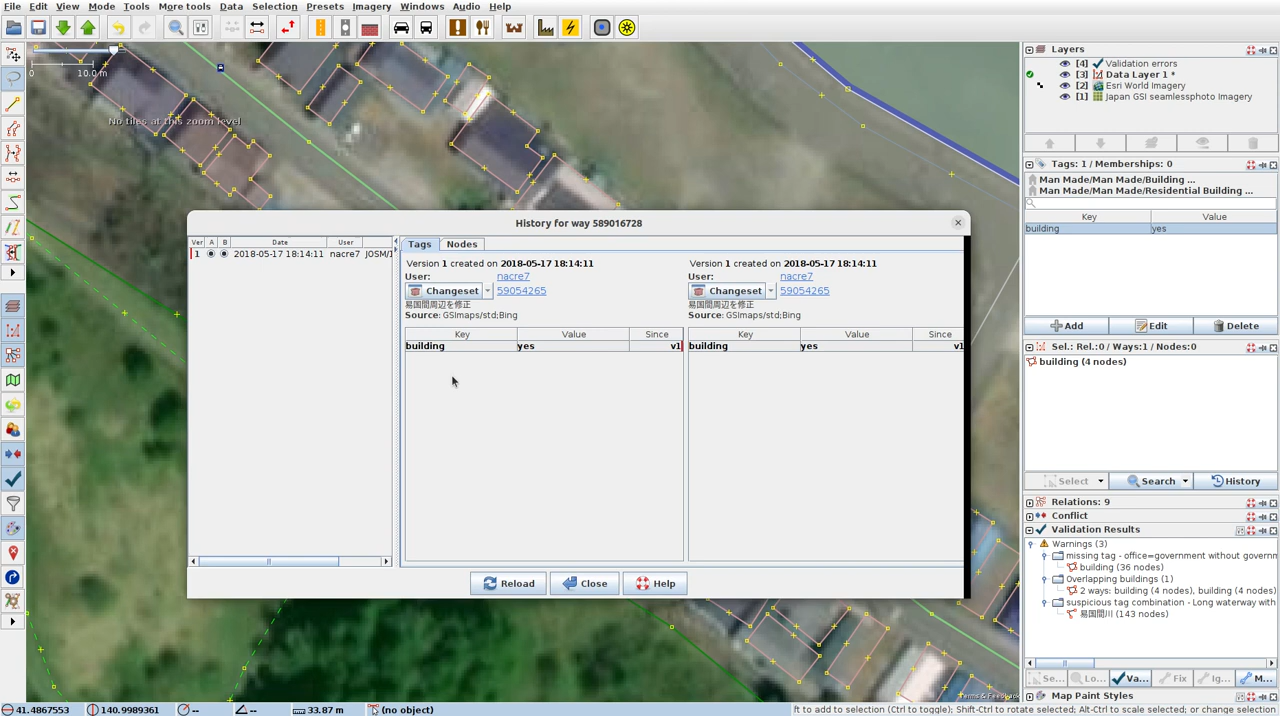 File Edit View Mode Tools More tools Data Selection Presets Imagery Windows Audio Help
0 10.0 m
No tiles at this zoom level
Layers
[4] Validation errors
[3] Data Layer 1 *
[2] Esri World Imagery
[1] Japan GSI seamlessphoto Imagery
Tags: 1 / Memberships: 0
Man Made/Man Made/Building ...
Man Made/Man Made/Residential Building ...
Key Value
building yes
Add Edit Delete
Sel.: Rel.:0 / Ways:1 / Nodes:0
building (4 nodes)
Select Search History
Relations: 9
Conflict
Validation Results
Warnings (3)
missing tag - office=government without governm
building (36 nodes)
Overlapping buildings (1)
2 ways: building (4 nodes), building (4 nodes)
suspicious tag combination - Long waterway with
易国間川 (143 nodes)
Se... Lo... Va... Fix Ig... M...
Map Paint Styles
History for way 589016728
Ver A B Date User
1 2018-05-17 18:14:11 nacre7 JOSM/1
Tags Nodes
Version 1 created on 2018-05-17 18:14:11
User: nacre7
Changeset 59054265
易国間周辺を修正
Source: GSImaps/std;Bing
Key Value Since
building yes v1
Version 1 created on 2018-05-17 18:14:11
User: nacre7
Changeset 59054265
易国間周辺を修正
Source: GSImaps/std;Bing
Key Value Since
building yes v1
Reload Close Help
Terms & Feedback
41.4867553 140.9989361 -- -- 33.87 m (no object) ft to add to selection (Ctrl to toggle); Shift-Ctrl to rotate selected; Alt-Ctrl to scale selected; or change selection